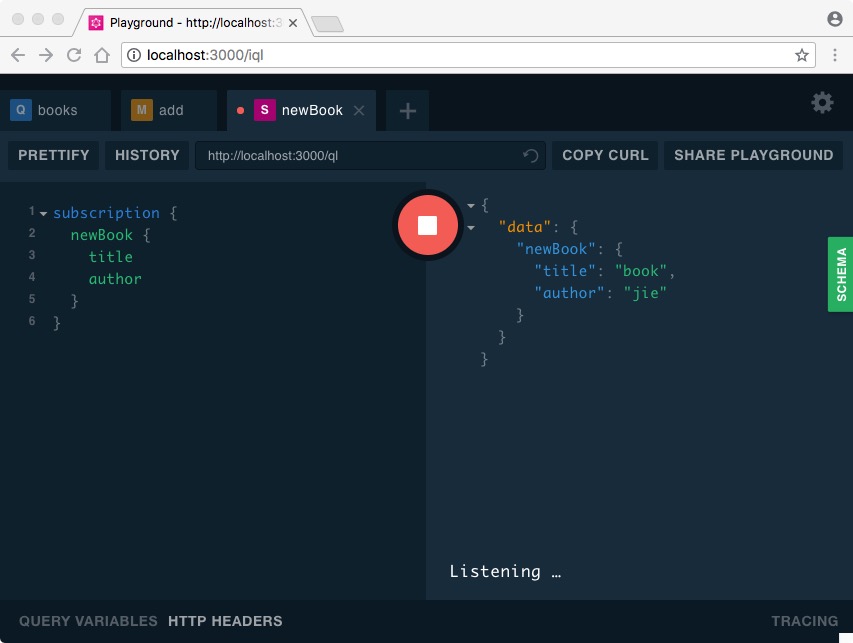 Playground - http://localhost:3
localhost:3000/iql
Q books
M add
S newBook
PRETTIFY
HISTORY
http://localhost:3000/ql
COPY CURL
SHARE PLAYGROUND
1 subscription {
2 newBook {
3 title
4 author
5 }
6 }
{
"data": {
"newBook": {
"title": "book",
"author": "jie"
}
}
}
SCHEMA
Listening …
QUERY VARIABLES
HTTP HEADERS
TRACING